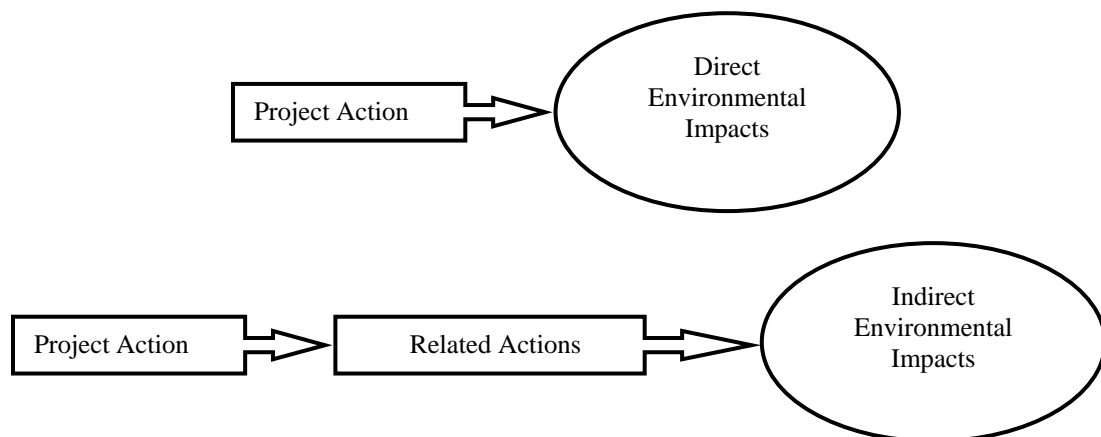 Direct
Environmental
Impacts
Project Action
Indirect
Environmental
Impacts
Project Action
Related Actions